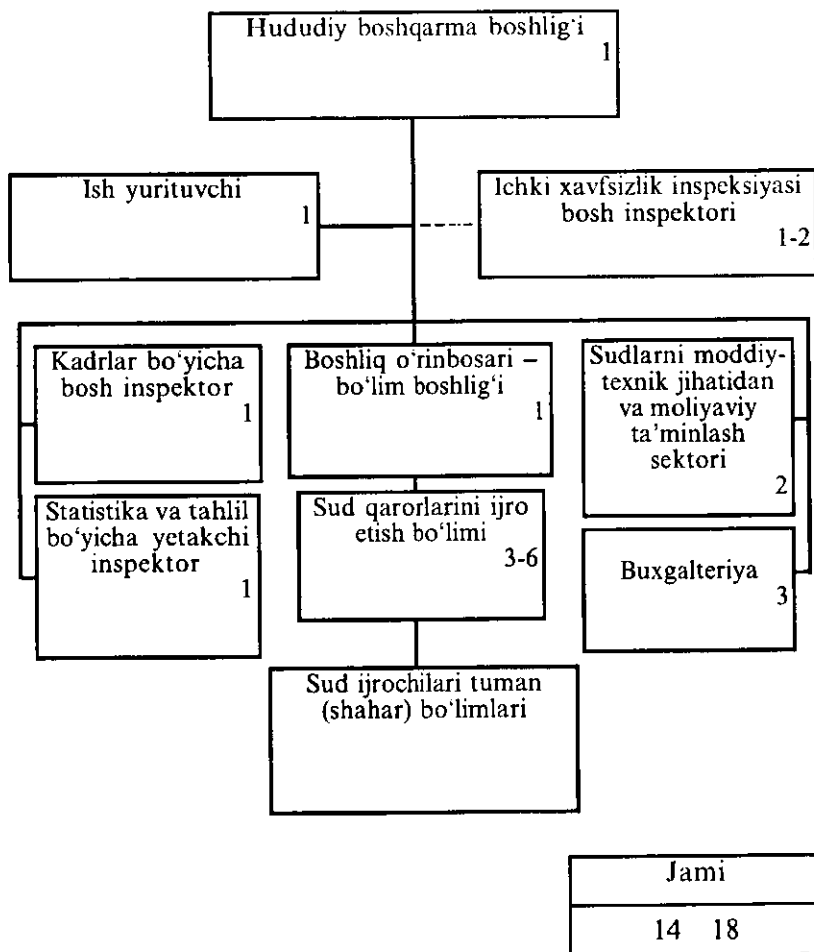 Hududiy boshqarma boshlig‘i
1
Ish yurituvchi
1
Ichki xavfsizlik inspeksiyasi
bosh inspektori
1-2
Kadrlar bo‘yicha
bosh inspektor
1
Boshliq o‘rinbosari –
bo‘lim boshlig‘i
1
Sudlarni moddiy-
texnik jihatidan
va moliyaviy
ta’minlash
sektori
2
Statistika va tahlil
bo‘yicha yetakchi
inspektor
1
Sud qarorlarini ijro
etish bo‘limi
3-6
Buxgalteriya
3
Sud ijrochilari tuman
(shahar) bo‘limlari
Jami
14 18